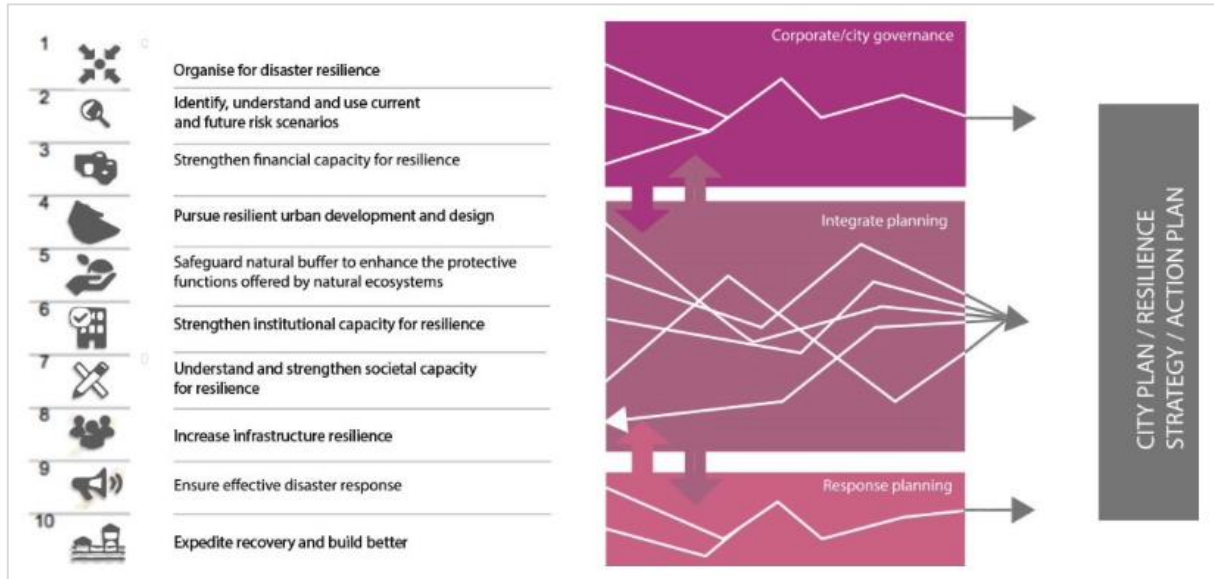 1
Organise for disaster resilience
2
Identify, understand and use current
and future risk scenarios
3
Strengthen financial capacity for resilience
4
Pursue resilient urban development and design
5
Safeguard natural buffer to enhance the protective
functions offered by natural ecosystems
6
Strengthen institutional capacity for resilience
7
Understand and strengthen societal capacity
for resilience
8
Increase infrastructure resilience
9
Ensure effective disaster response
10
Expedite recovery and build better
Corporate/city governance
Integrate planning
Response planning
CITY PLAN / RESILIENCE
STRATEGY / ACTION PLAN